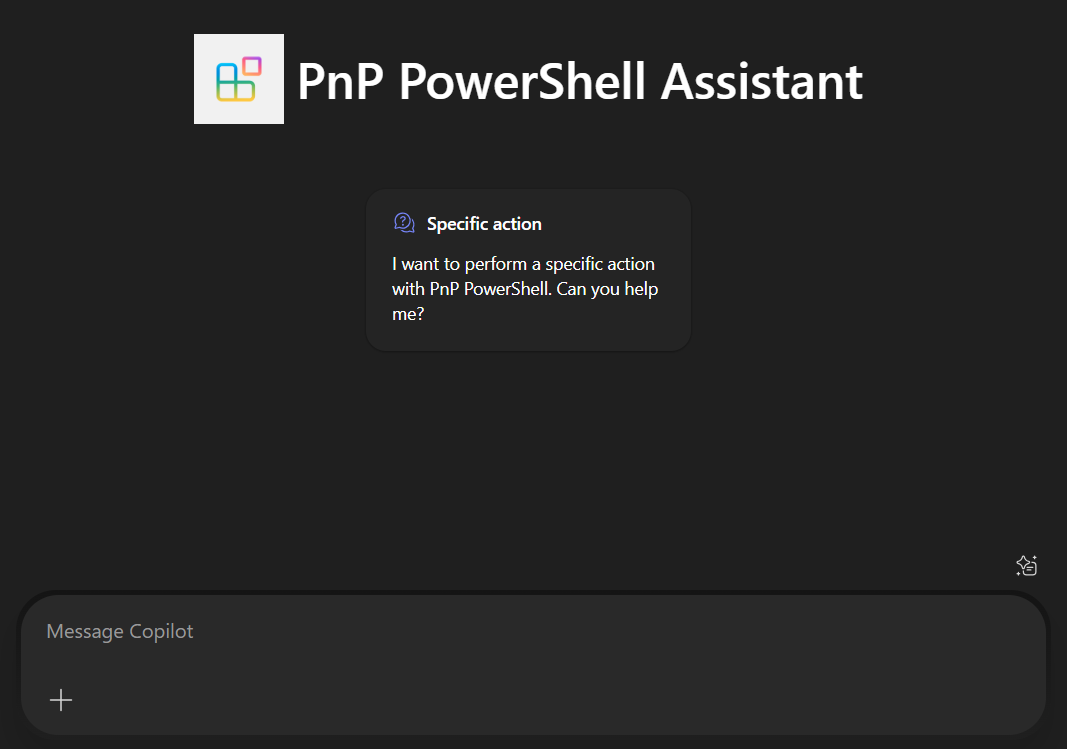 PnP PowerShell Assistant
Specific action
I want to perform a specific action
with PnP PowerShell. Can you help
me?
Message Copilot